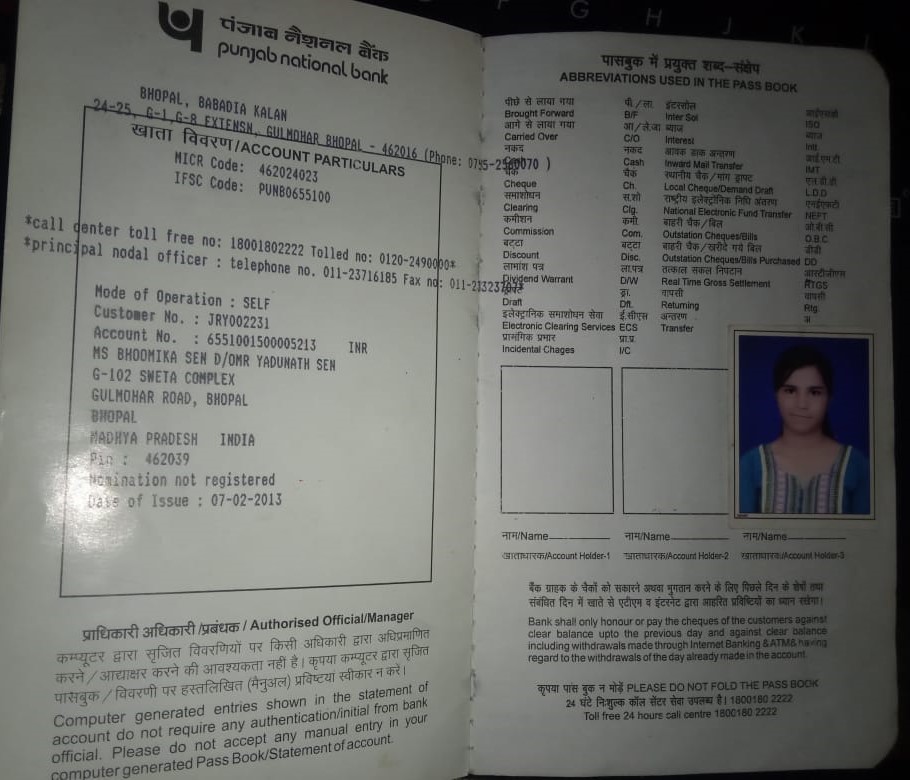 पंजाब नैशनल बैंक
punjab national bank
BHOPAL, BABADIA KALAN
24-25, G-1,G-8 EXTENSN, GULMOHAR BHOPAL - 462016 (Phone: 0755-2560070 )
खाता विवरण/ACCOUNT PARTICULARS
MICR Code: 462024023
IFSC Code: PUNB0655100
*call center toll free no: 18001802222 Tolled no: 0120-2490000*
*principal nodal officer : telephone no. 011-23716185 Fax no: 011-23323707*
Mode of Operation : SELF
Customer No. : JRY002231
Account No. : 6551001500005213 INR
MS BHOOMIKA SEN D/OMR YADUNATH SEN
G-102 SWETA COMPLEX
GULMOHAR ROAD, BHOPAL
BHOPAL
MADHYA PRADESH INDIA
Pin : 462039
Nomination not registered
Date of Issue : 07-02-2013
प्राधिकारी अधिकारी/प्रबंधक / Authorised Official/Manager
कम्प्यूटर द्वारा सृजित विवरणियों पर किसी अधिकारी द्वारा अधिप्रमाणित
करने / आद्याक्षर करने की आवश्यकता नहीं है। कृपया कम्प्यूटर द्वारा सृजित
पासबुक / विवरणी पर हस्तलिखित (मैनुअल) प्रविष्टियां स्वीकार न करें।
Computer generated entries shown in the statement of
account do not require any authentication/initial from bank
official. Please do not accept any manual entry in your
computer generated Pass Book/Statement of account.
पासबुक में प्रयुक्त शब्द–संक्षेप
ABBREVIATIONS USED IN THE PASS BOOK
पीछे से लाया गया पी./ला. इंटरसोल आईएसओ
Brought Forward B/F Inter Sol ISO
आगे से लाया गया आ/ले.जा ब्याज ब्याज
Carried Over C/O Interest Int.
नकद नकद आवक डाक अन्तरण आई.एम.टी
Cash Inward Mail Transfer IMT
चैक चैक स्थानीय चैक/मांग ड्राफ्ट एल.डी.डी
Cheque Ch. Local Cheque/Demand Draft L.D.D
समाशोधन स.शो राष्ट्रीय इलेक्ट्रॉनिक निधि अंतरण एनईएफटी
Clearing Clg. National Electronic Fund Transfer NEFT
कमीशन कमी. बाहरी चैक/बिल ओ.बी.सी
Commission Com. Outstation Cheques/Bills O.B.C
बट्टा बट्टा बाहरी चैक/खरीदे गये बिल डीडी
Discount Disc. Outstation Cheques/Bills Purchased DD
लाभांश पत्र ला.पत्र तत्काल सकल निपटान आरटीजीएस
Dividend Warrant D/W Real Time Gross Settlement RTGS
ड्रा. वापसी वापसी
Draft Dft. Returning Rtg.
इलेक्ट्रानिक समाशोधन सेवा ई.सीएस अन्तरण अ
Electronic Clearing Services ECS Transfer
प्रासंगिक प्रभार प्रा.प्र.
Incidental Chages I/C
नाम/Name नाम/Name नाम/Name
खाताधारक/Account Holder-1 खाताधारक/Account Holder-2 खाताधारक/Account Holder-3
बैंक ग्राहक के चैकों को सकारने अथवा भुगतान करने के लिए पिछले दिन के शेषों तथा
संबंधित दिन में खाते से एटीएम व इंटरनेट द्वारा आहरित प्रविष्टियों का ध्यान रखेगा।
Bank shall only honour or pay the cheques of the customers against
clear balance upto the previous day and against clear balance
including withdrawals made through Internet Banking &ATM& having
regard to the withdrawals of the day already made in the account.
कृपया पास बुक न मोड़ें PLEASE DO NOT FOLD THE PASS BOOK
24 घंटे निःशुल्क कॉल सेंटर सेवा उपलब्ध है। 1800180 2222
Toll free 24 hours call centre 1800180 2222
G H J K L